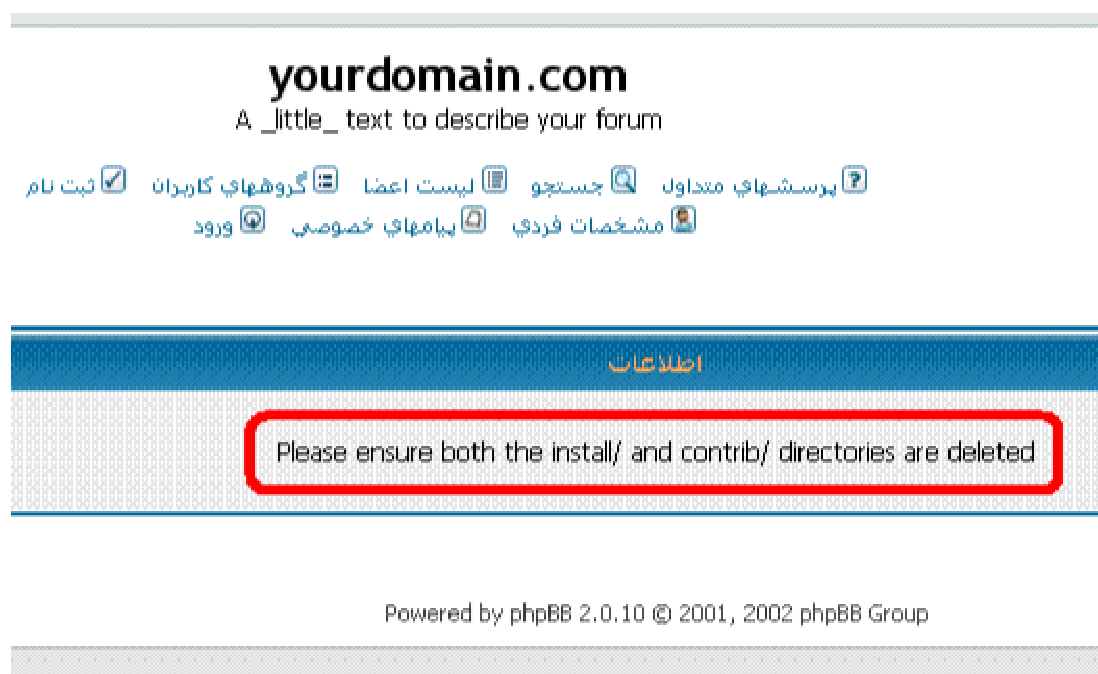 yourdomain.com
A _little_ text to describe your forum
پرسشهاي متداول جستجو ليست اعضا گروههاي کاربران ثبت نام
مشخصات فردي پيامهاي خصوصي ورود
اطلاعات
Please ensure both the install/ and contrib/ directories are deleted
Powered by phpBB 2.0.10 © 2001, 2002 phpBB Group